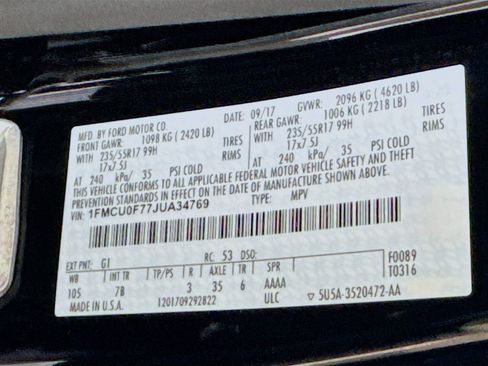 MFD. BY FORD MOTOR CO. DATE: 09/17 GVWR: 2096 KG ( 4620 LB)
FRONT GAWR: 1098 KG ( 2420 LB) REAR GAWR: 1006 KG ( 2218 LB)
WITH 235/55R17 99H TIRES WITH 235/55R17 99H TIRES
17x7.5J RIMS 17x7.5J RIMS
AT 240 kPa/ 35 PSI COLD AT 240 kPa/ 35 PSI COLD
THIS VEHICLE CONFORMS TO ALL APPLICABLE FEDERAL MOTOR VEHICLE SAFETY AND THEFT
PREVENTION STANDARDS IN EFFECT ON THE DATE OF MANUFACTURE SHOWN ABOVE.
1FMCU0F77JUA34769 TYPE: MPV
EXT PNT: G1 RC: 53 DSO: F0089
WB INT TR TP/PS R AXLE TR SPR T0316
105 7B 3 35 6 AAAA
MADE IN U.S.A. 1201709292822 ULC ▽ 5U5A-3520472-AA